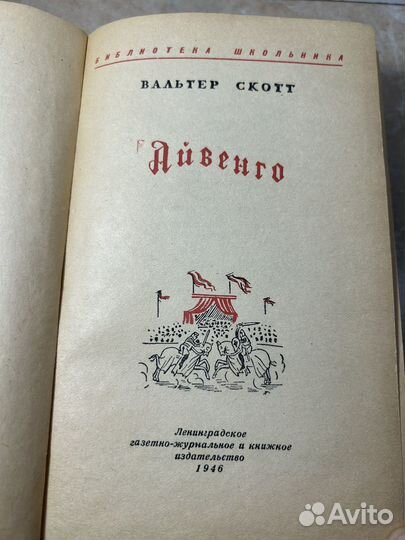 БИБЛИОТЕКА ШКОЛЬНИКА
ВАЛЬТЕР СКОТТ
Айвенго
Ленинградское
газетно-журнальное и книжное
издательство
1946
Avito